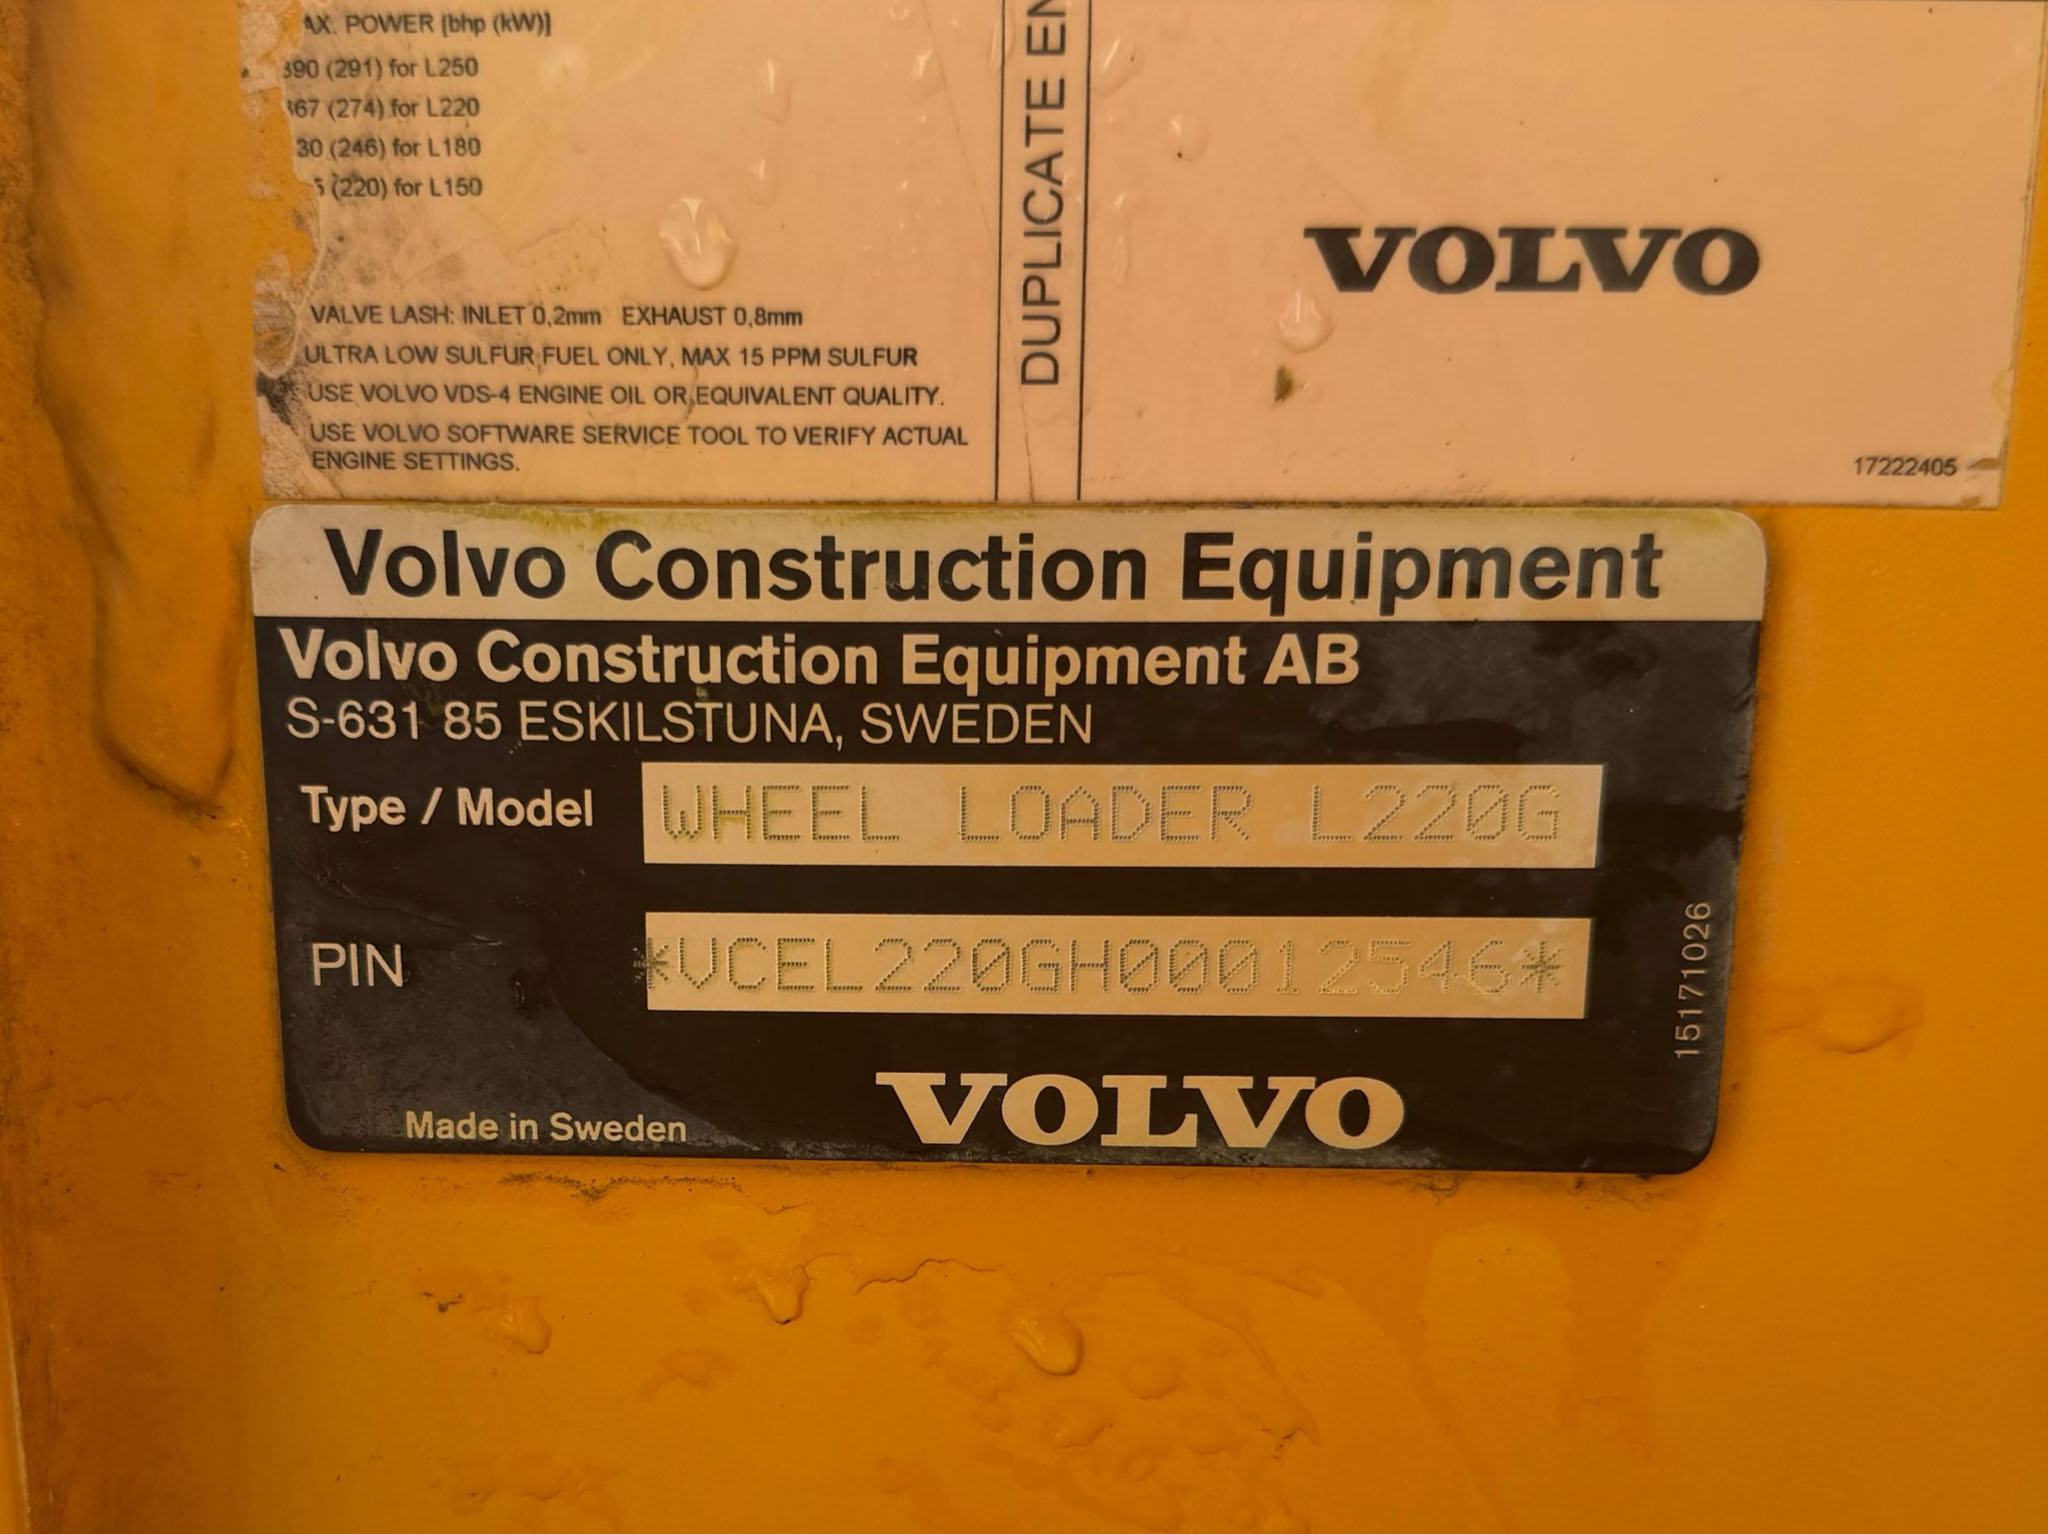 AX. POWER [bhp (kW)]
390 (291) for L250
367 (274) for L220
30 (246) for L180
5 (220) for L150
VALVE LASH: INLET 0,2mm EXHAUST 0,8mm
ULTRA LOW SULFUR FUEL ONLY, MAX 15 PPM SULFUR
USE VOLVO VDS-4 ENGINE OIL OR EQUIVALENT QUALITY.
USE VOLVO SOFTWARE SERVICE TOOL TO VERIFY ACTUAL
ENGINE SETTINGS.
DUPLICATE EN
VOLVO
17222405
Volvo Construction Equipment
Volvo Construction Equipment AB
S-631 85 ESKILSTUNA, SWEDEN
Type / Model WHEEL LOADER L220G
PIN *VCEL220GH00012546*
15171026
Made in Sweden
VOLVO